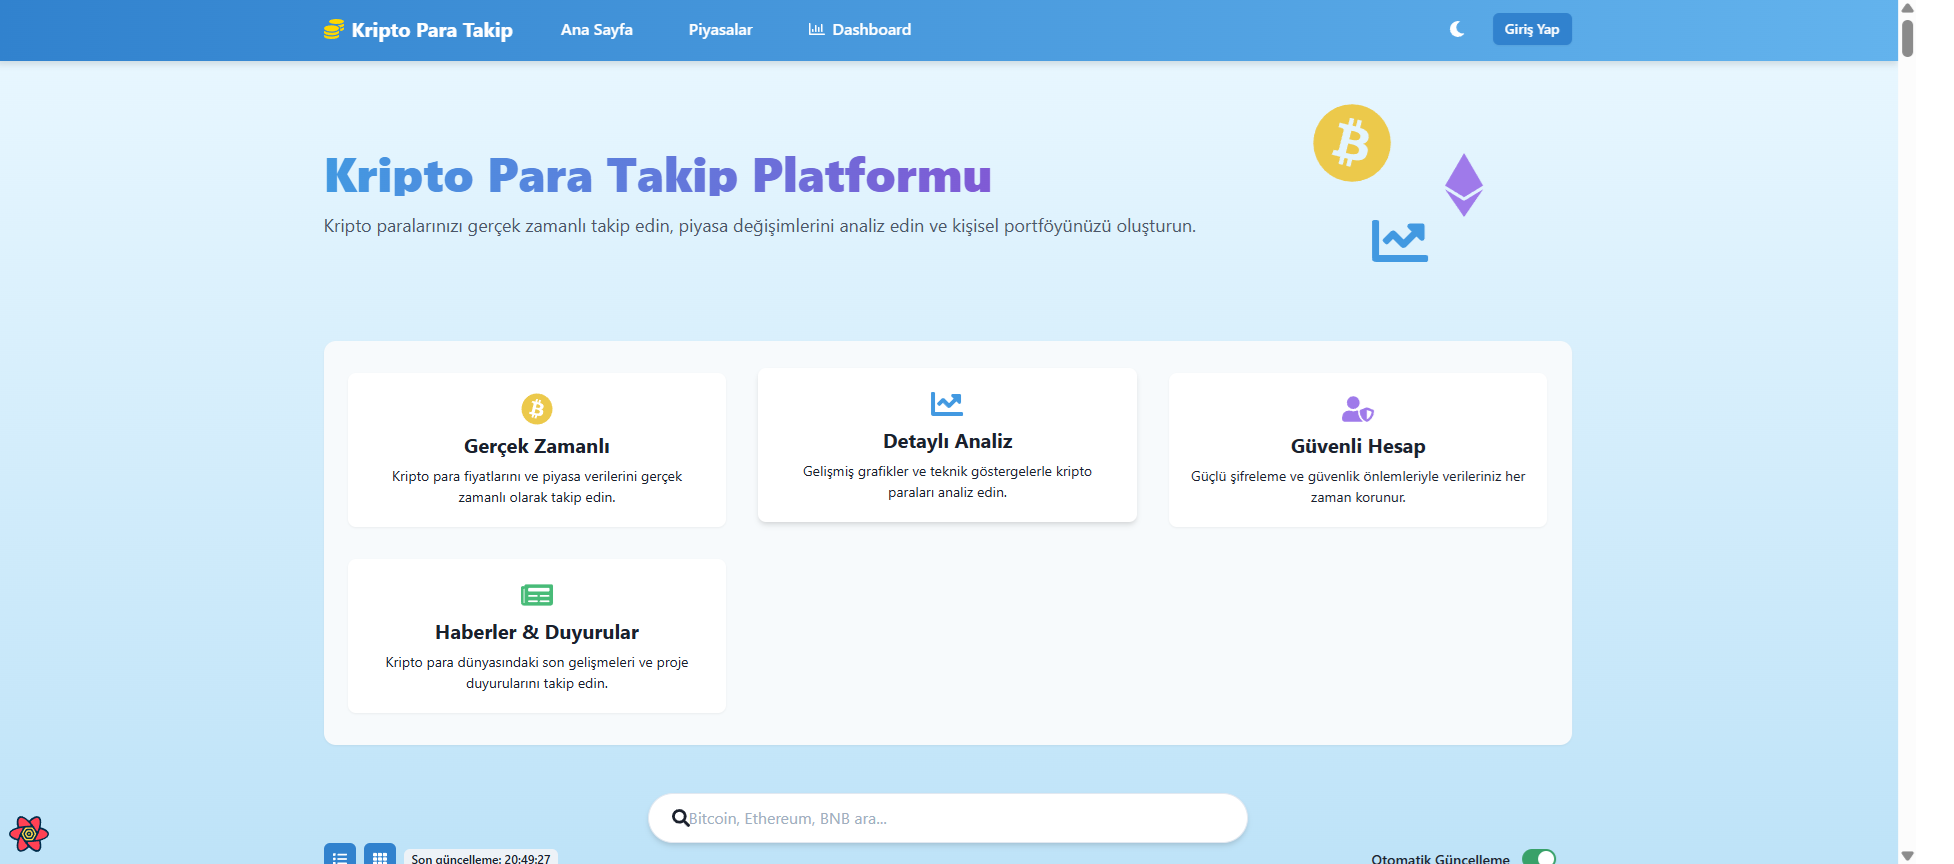 Kripto Para Takip
Ana Sayfa
Piyasalar
Dashboard
Giriş Yap
Kripto Para Takip Platformu
Kripto paralarınızı gerçek zamanlı takip edin, piyasa değişimlerini analiz edin ve kişisel portföyünüzü oluşturun.
Gerçek Zamanlı
Kripto para fiyatlarını ve piyasa verilerini gerçek
zamanlı olarak takip edin.
Detaylı Analiz
Gelişmiş grafikler ve teknik göstergelerle kripto
paraları analiz edin.
Güvenli Hesap
Güçlü şifreleme ve güvenlik önlemleriyle verileriniz her
zaman korunur.
Haberler & Duyurular
Kripto para dünyasındaki son gelişmeleri ve proje
duyurularını takip edin.
Bitcoin, Ethereum, BNB ara...
Son güncelleme: 20:49:27
Otomatik Güncelleme